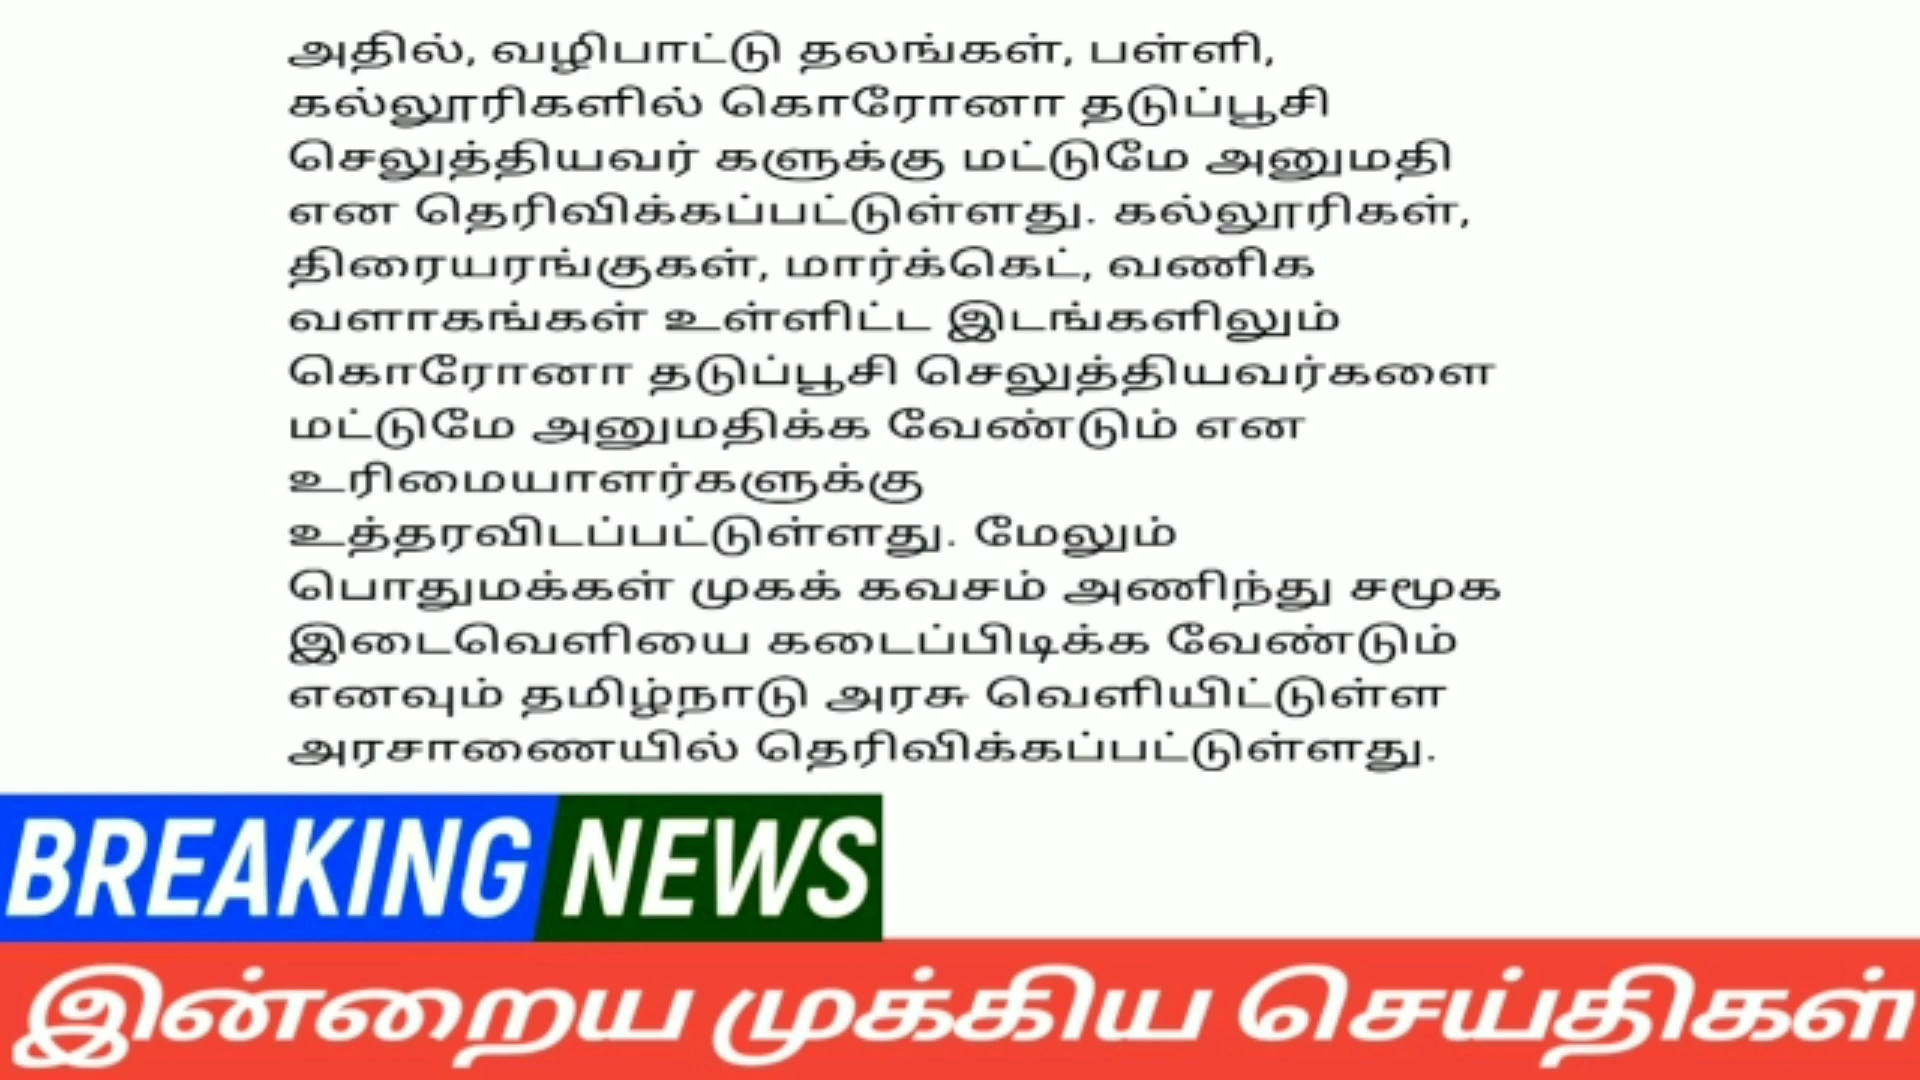 அதில், வழிபாட்டு தலங்கள், பள்ளி,
கல்லூரிகளில் கொரோனா தடுப்பூசி
செலுத்தியவர் களுக்கு மட்டுமே அனுமதி
என தெரிவிக்கப்பட்டுள்ளது. கல்லூரிகள்,
திரையரங்குகள், மார்க்கெட், வணிக
வளாகங்கள் உள்ளிட்ட இடங்களிலும்
கொரோனா தடுப்பூசி செலுத்தியவர்களை
மட்டுமே அனுமதிக்க வேண்டும் என
உரிமையாளர்களுக்கு
உத்தரவிடப்பட்டுள்ளது. மேலும்
பொதுமக்கள் முகக் கவசம் அணிந்து சமூக
இடைவெளியை கடைப்பிடிக்க வேண்டும்
எனவும் தமிழ்நாடு அரசு வெளியிட்டுள்ள
அரசாணையில் தெரிவிக்கப்பட்டுள்ளது.
BREAKING NEWS
இன்றைய முக்கிய செய்திகள்